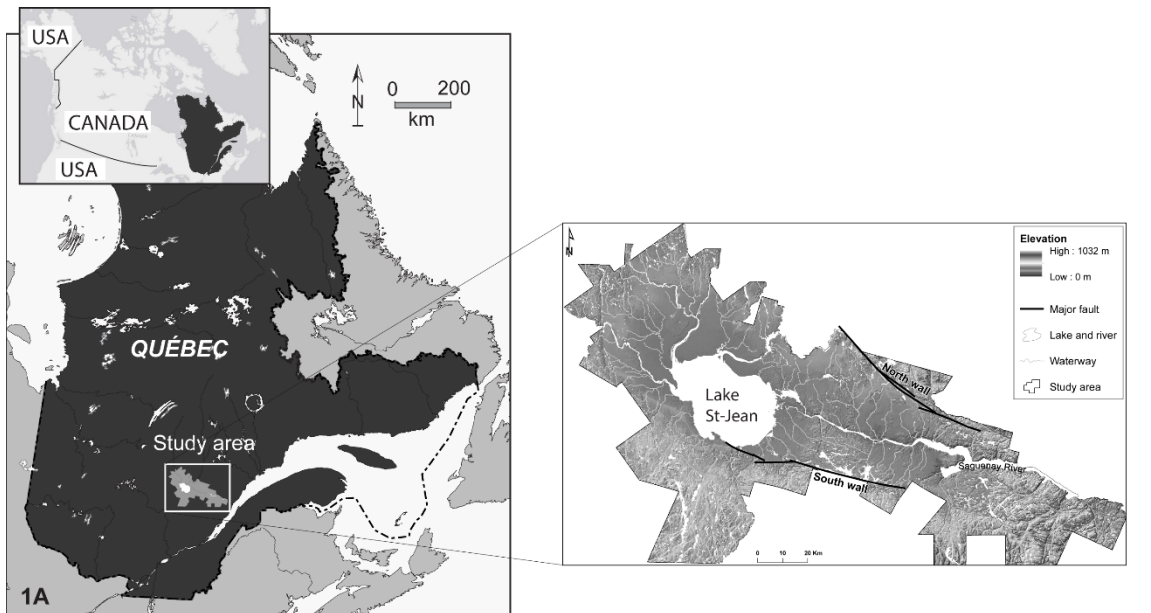 USA
CANADA
USA
N
0 200
km
QUÉBEC
Study area
1A
N
Lake
St-Jean
North wall
South wall
Saguenay River
0 10 20 Km
Elevation
High : 1032 m
Low : 0 m
Major fault
Lake and river
Waterway
Study area